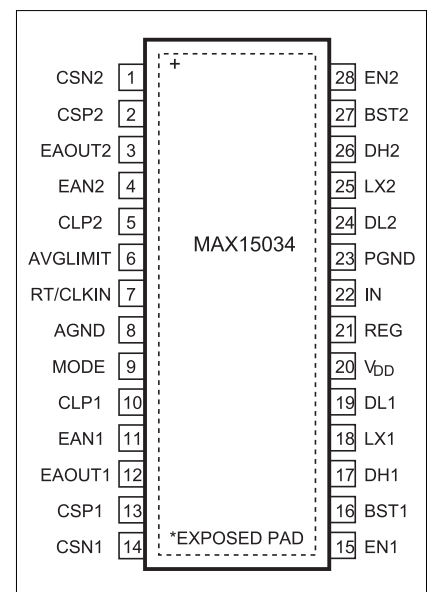 +
CSN2 1 28 EN2
CSP2 2 27 BST2
EAOUT2 3 26 DH2
EAN2 4 25 LX2
CLP2 5 24 DL2
MAX15034
AVGLIMIT 6 23 PGND
RT/CLKIN 7 22 IN
AGND 8 21 REG
MODE 9 20 VDD
CLP1 10 19 DL1
EAN1 11 18 LX1
EAOUT1 12 17 DH1
CSP1 13 16 BST1
*EXPOSED PAD
CSN1 14 15 EN1